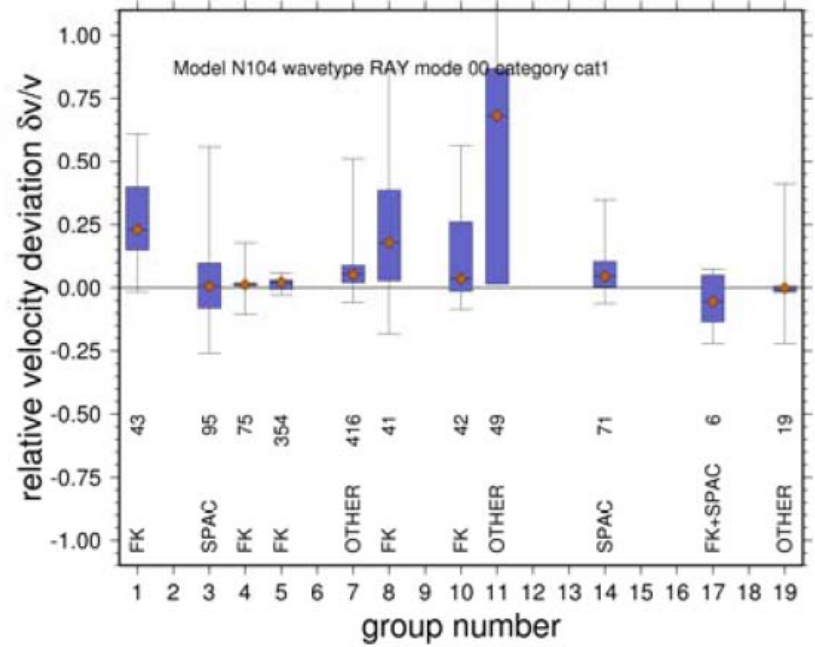 Model N104 wavetype RAY mode 00 category cat1
relative velocity deviation δv/v
1.00
0.75
0.50
0.25
0.00
-0.25
-0.50
-0.75
-1.00
43 95 75 354 416 41 42 49 71 6 19
FK SPAC FK FK OTHER FK FK OTHER SPAC FK+SPAC OTHER
1 2 3 4 5 6 7 8 9 10 11 12 13 14 15 16 17 18 19
group number